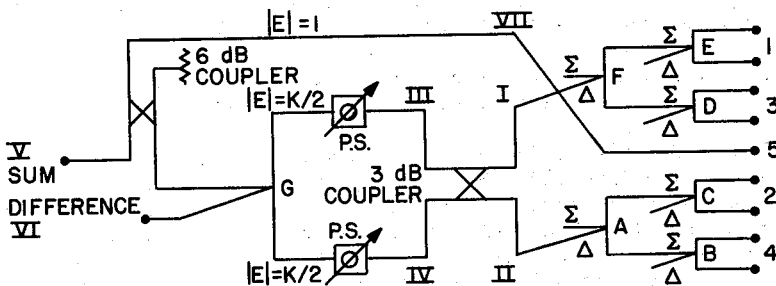 |E|=1
VII
6 dB
COUPLER
|E|=K/2
P.S.
III
I
Σ
Δ
F
Σ
Δ
E
1
Σ
Δ
D
3
5
V
SUM
DIFFERENCE
VI
G
3 dB
COUPLER
P.S.
|E|=K/2
IV
II
Σ
Δ
A
Σ
Δ
C
2
Σ
Δ
B
4